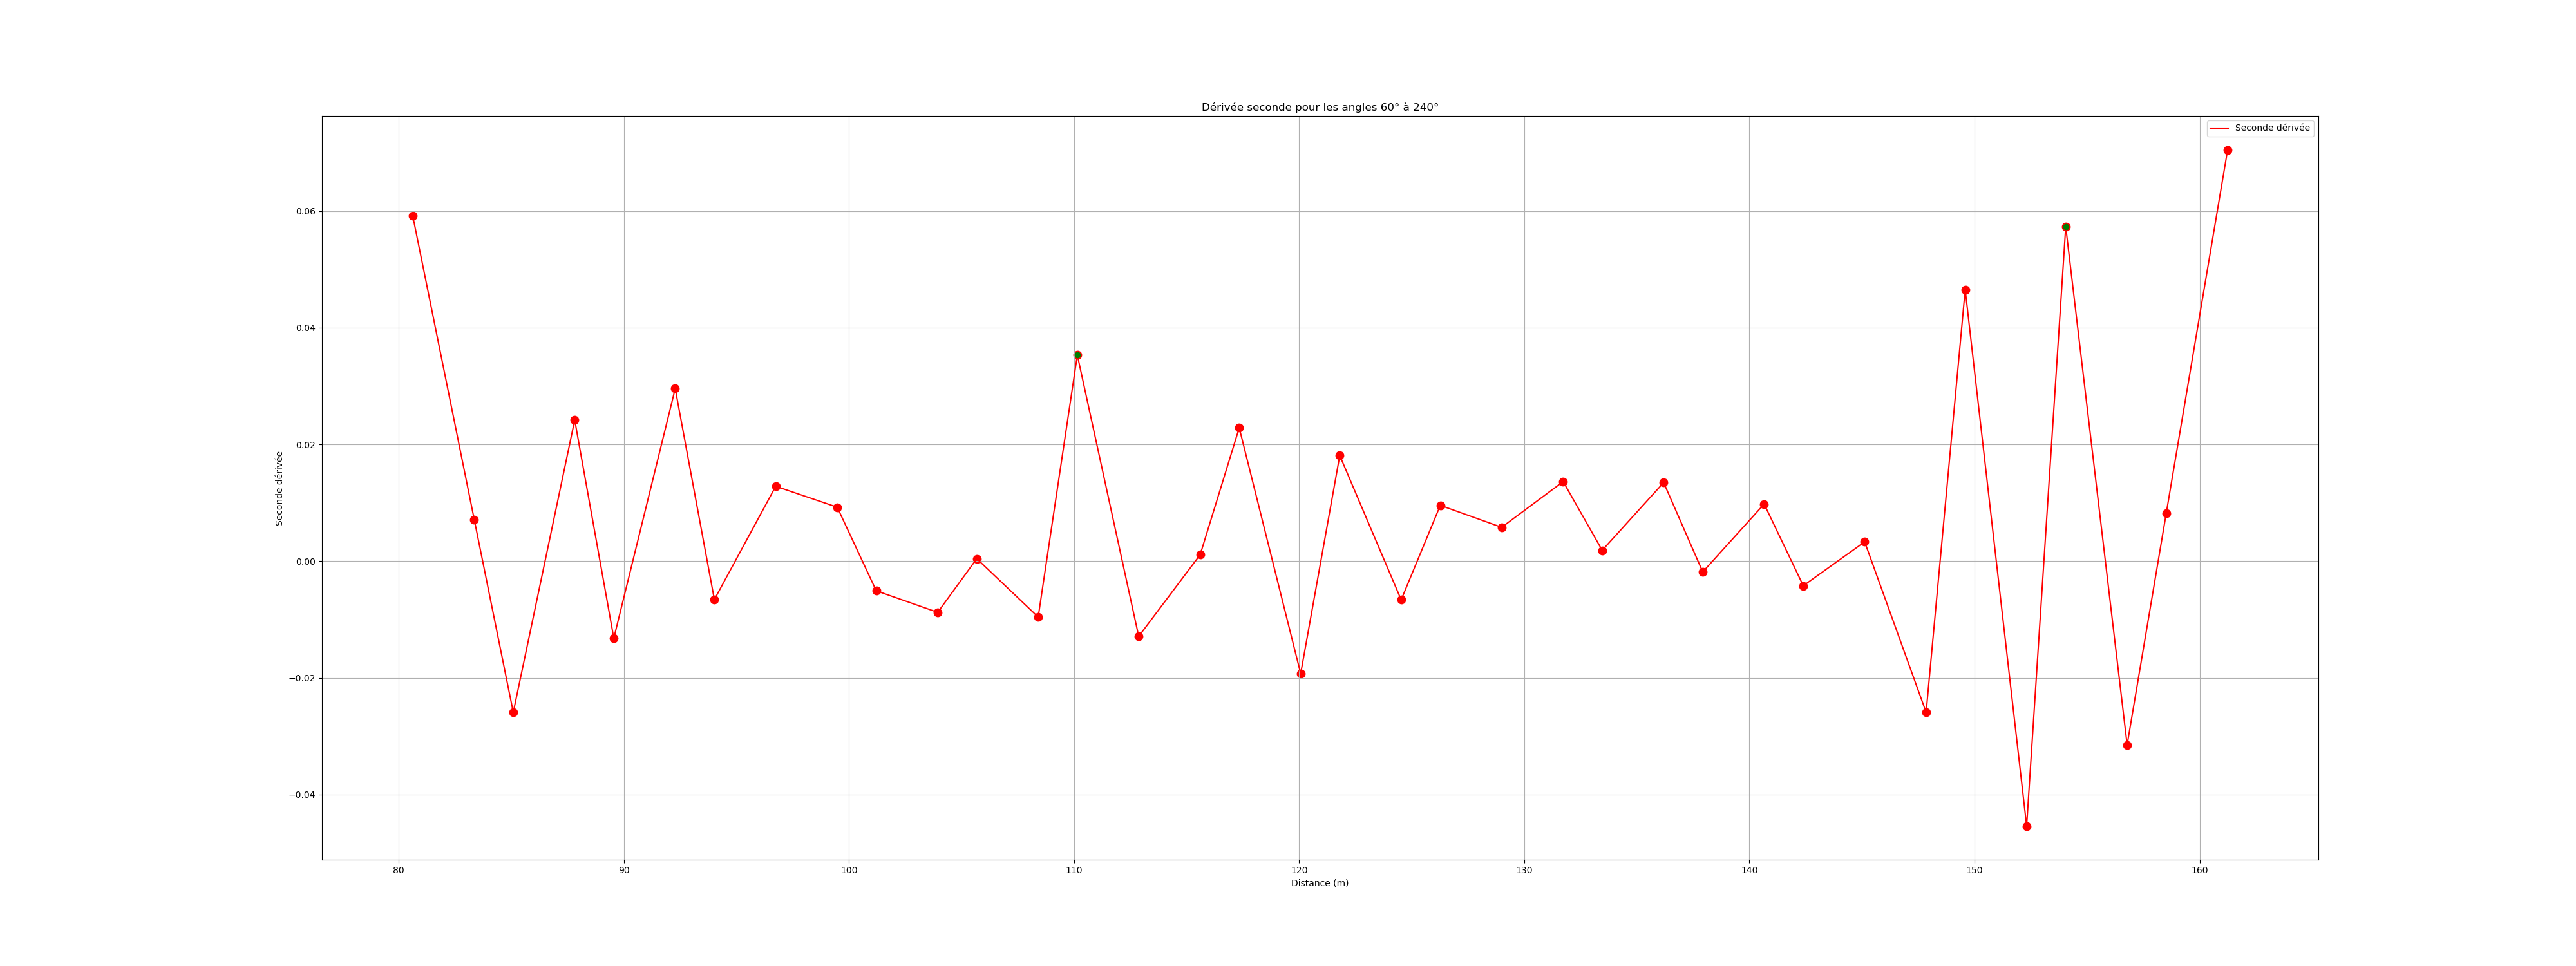 Dérivée seconde pour les angles 60° à 240°
Seconde dérivée
0.06
0.04
0.02
0.00
−0.02
−0.04
Seconde dérivée
80 90 100 110 120 130 140 150 160
Distance (m)